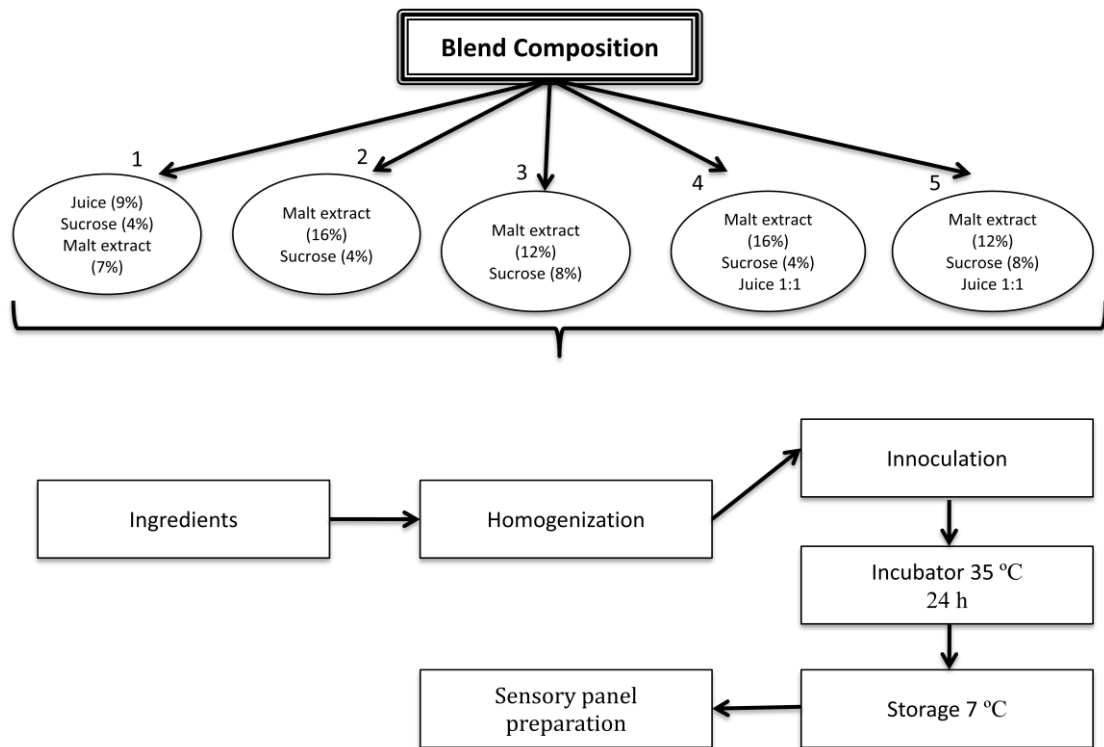 Blend Composition
1
2
3
4
5
Juice (9%)
Sucrose (4%)
Malt extract
(7%)
Malt extract
(16%)
Sucrose (4%)
Malt extract
(12%)
Sucrose (8%)
Malt extract
(16%)
Sucrose (4%)
Juice 1:1
Malt extract
(12%)
Sucrose (8%)
Juice 1:1
Ingredients
Homogenization
Innoculation
Incubator 35 ºC
24 h
Storage 7 ºC
Sensory panel
preparation